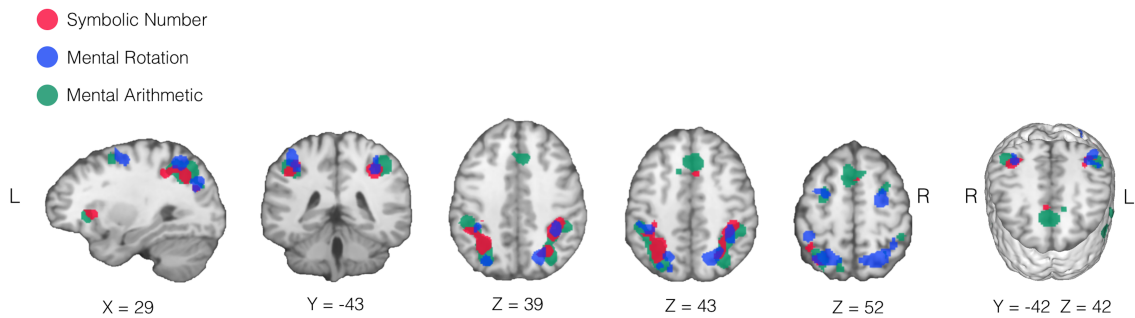 Symbolic Number
Mental Rotation
Mental Arithmetic
L
R
R
L
X = 29
Y = -43
Z = 39
Z = 43
Z = 52
Y = -42 Z = 42